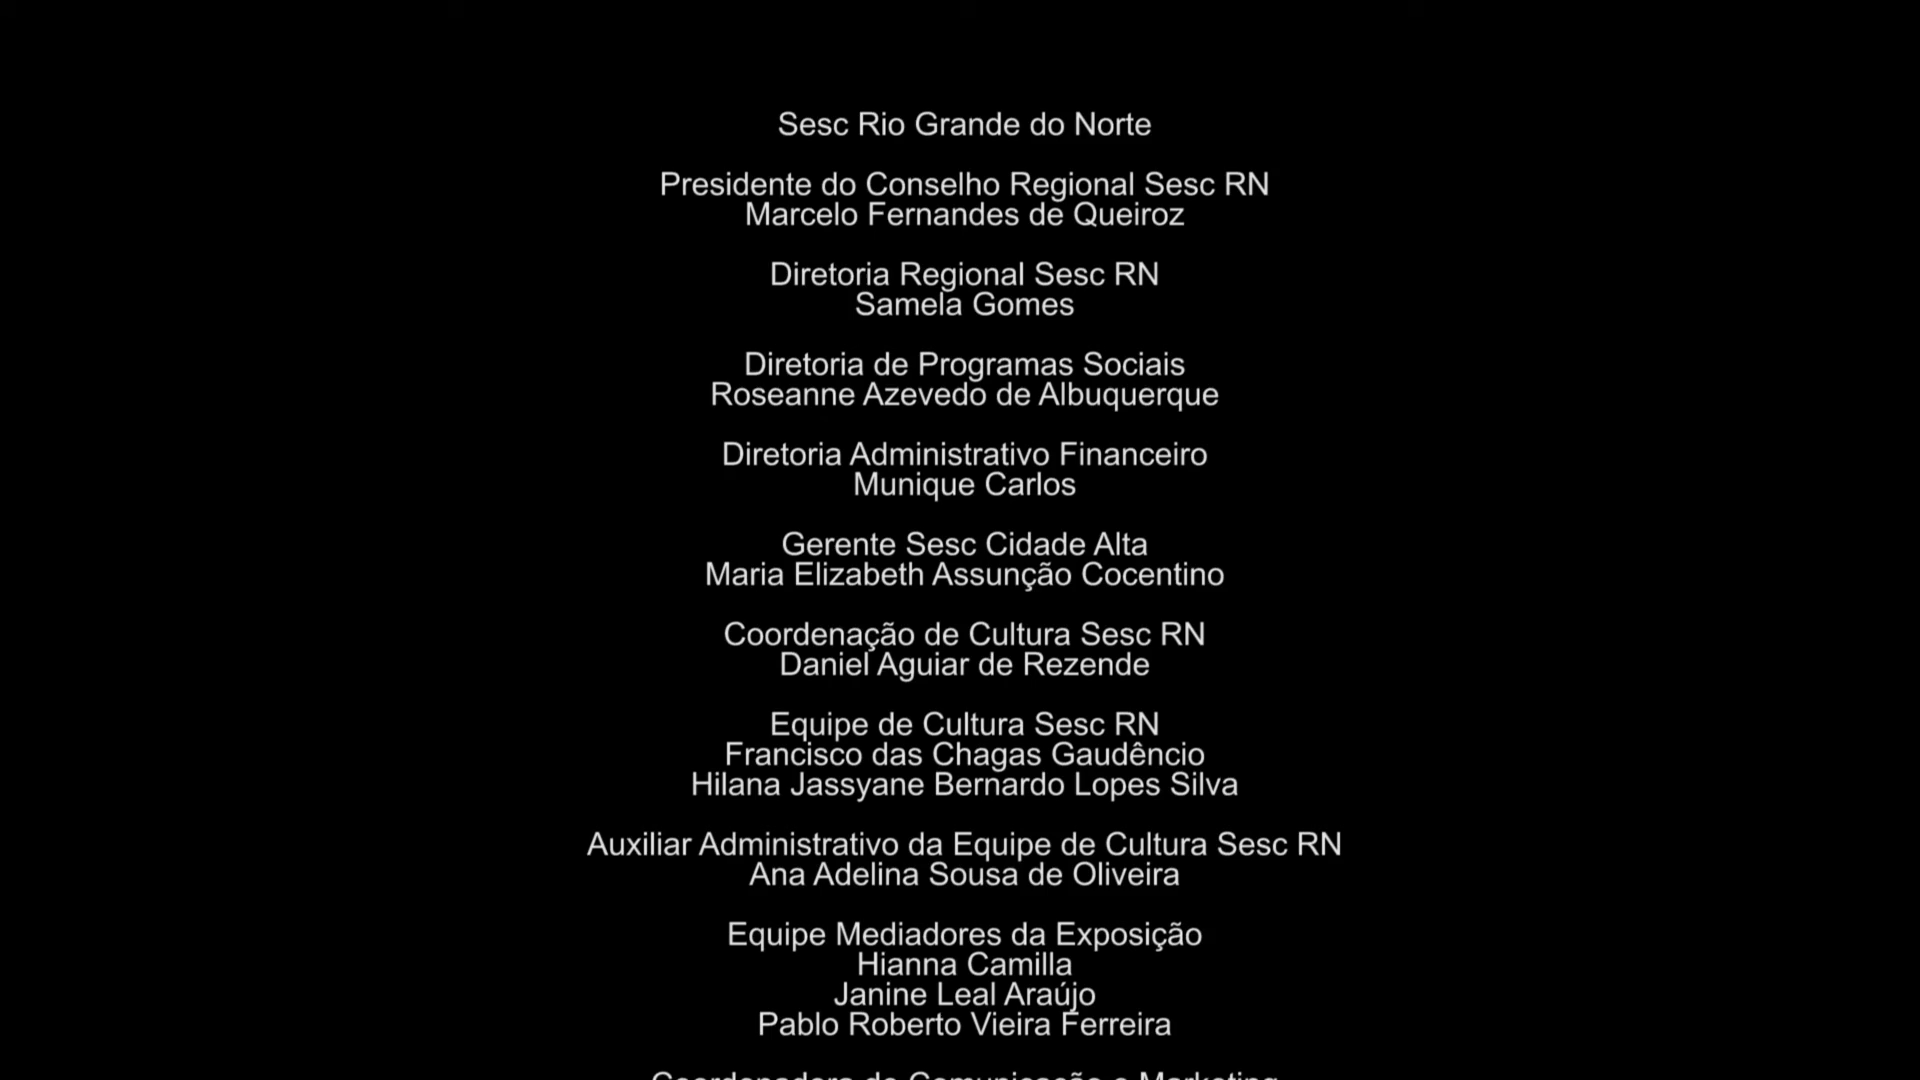 Sesc Rio Grande do Norte
Presidente do Conselho Regional Sesc RN
Marcelo Fernandes de Queiroz
Diretoria Regional Sesc RN
Samela Gomes
Diretoria de Programas Sociais
Roseanne Azevedo de Albuquerque
Diretoria Administrativo Financeiro
Munique Carlos
Gerente Sesc Cidade Alta
Maria Elizabeth Assunção Cocentino
Coordenação de Cultura Sesc RN
Daniel Aguiar de Rezende
Equipe de Cultura Sesc RN
Francisco das Chagas Gaudêncio
Hilana Jassyane Bernardo Lopes Silva
Auxiliar Administrativo da Equipe de Cultura Sesc RN
Ana Adelina Sousa de Oliveira
Equipe Mediadores da Exposição
Hianna Camilla
Janine Leal Araújo
Pablo Roberto Vieira Ferreira
Coordenadora de Comunicação e Marketing